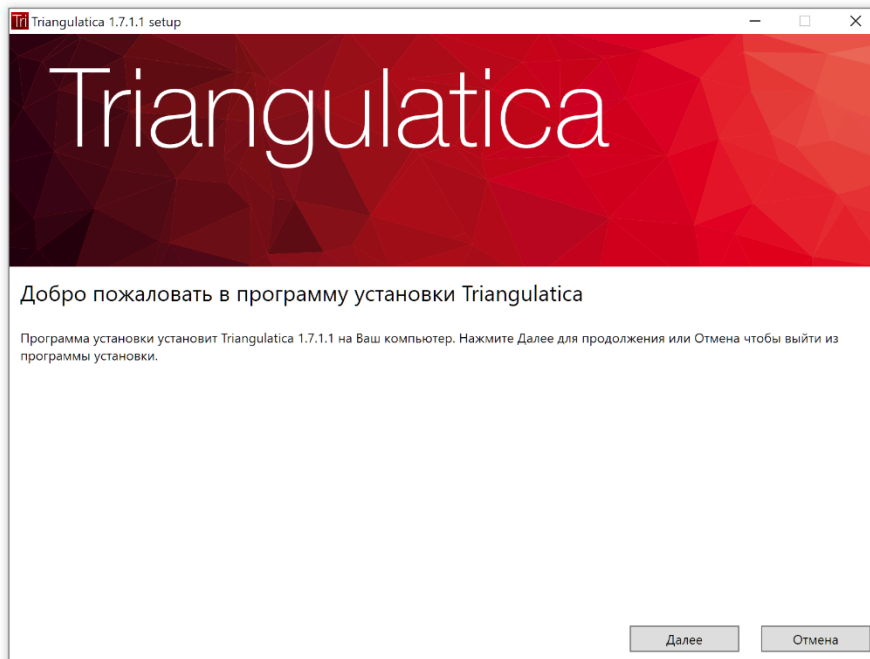 Tri Triangulatica 1.7.1.1 setup
Triangulatica
Добро пожаловать в программу установки Triangulatica
Программа установки установит Triangulatica 1.7.1.1 на Ваш компьютер. Нажмите Далее для продолжения или Отмена чтобы выйти из
программы установки.
Далее Отмена